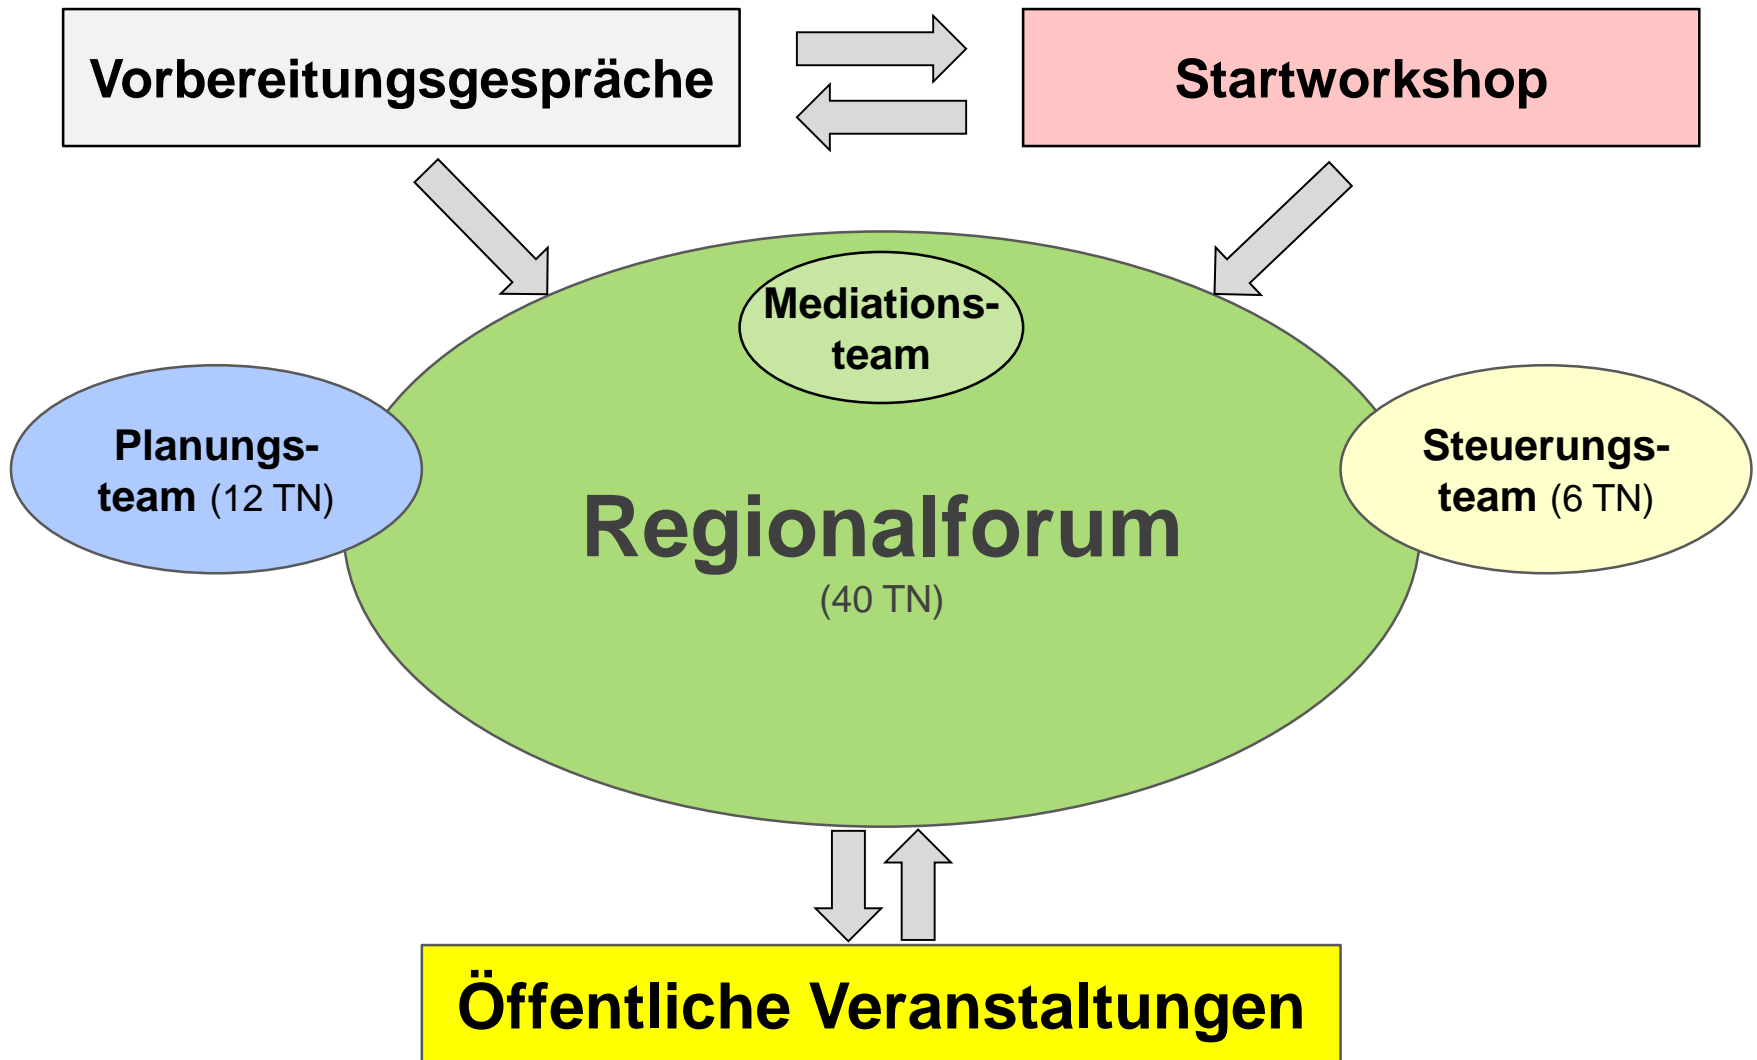 Vorbereitungsgespräche
Startworkshop
Mediations-
team
Planungs-
team (12 TN)
Steuerungs-
team (6 TN)
Regionalforum
(40 TN)
Öffentliche Veranstaltungen